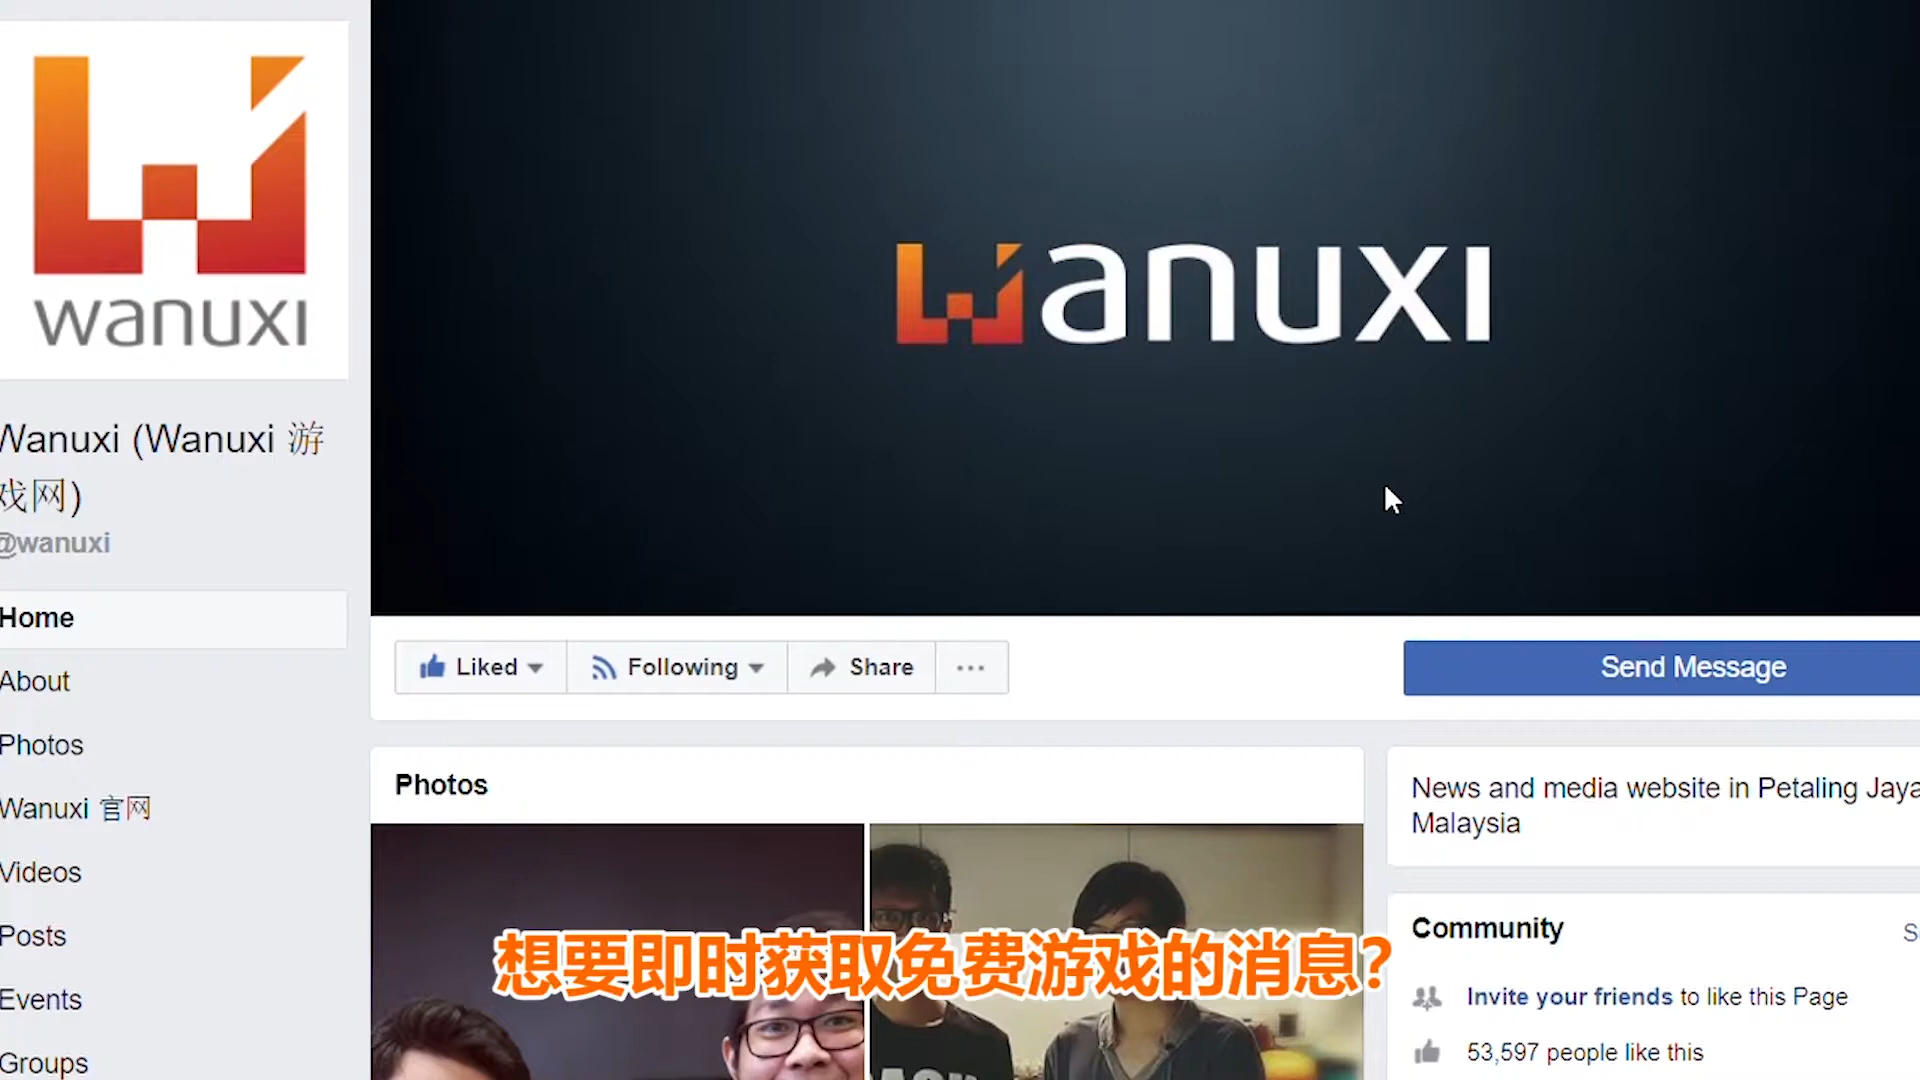 wanuxi
Wanuxi (Wanuxi 游
戏网)
@wanuxi
Home
About
Photos
Wanuxi 官网
Videos
Posts
Events
Groups
Wanuxi
Liked
Following
Share
Send Message
Photos
News and media website in Petaling Jaya
Malaysia
Community
Invite your friends to like this Page
53,597 people like this
想要即时获取免费游戏的消息?